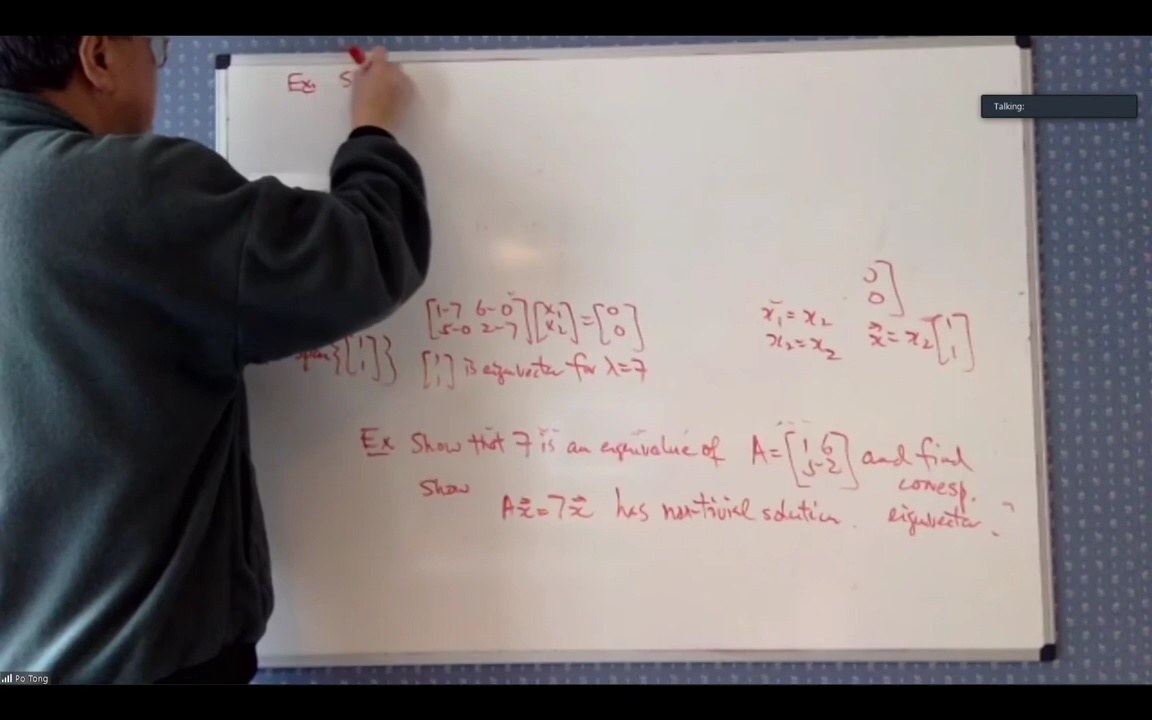 Ex. S
Talking:
[1-7 6-0; 5-0 2-7] [x₁; x₂] = [0; 0]
x₁ = x₂
x₂ = x₂
0
0]
x⃗ = x₂ [1; 1]
span{[1; 1]}
[1; 1] is eigenvector for λ=7
Ex Show that 7 is an eigenvalue of A = [1 6; 5 2] and find corresp. eigenvector.
Show
Ax⃗ = 7x⃗ has non-trivial solution.
Po Tong